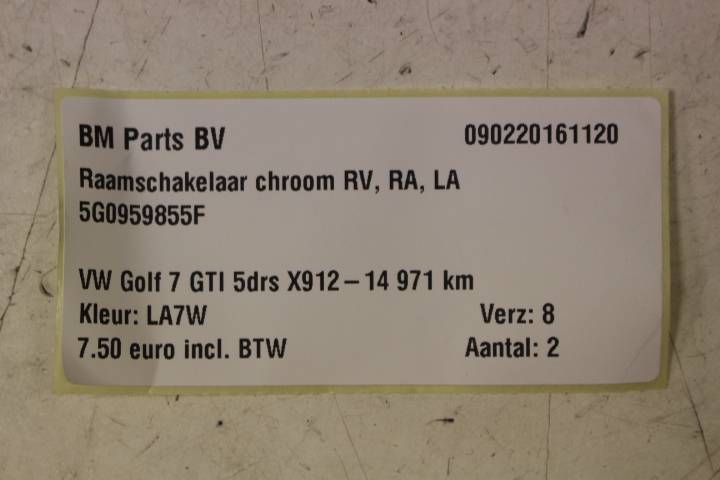 BM Parts BV 090220161120
Raamschakelaar chroom RV, RA, LA
5G0959855F
VW Golf 7 GTI 5drs X912-14 971 km
Kleur: LA7W Verz: 8
7.50 euro incl. BTW Aantal: 2